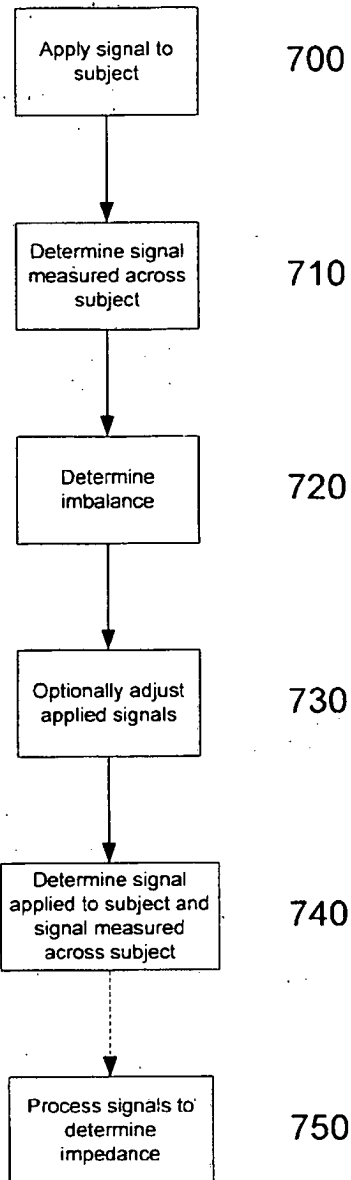 Apply signal to
subject
700
Determine signal
measured across
subject
710
Determine
imbalance
720
Optionally adjust
applied signals
730
Determine signal
applied to subject and
signal measured
across subject
740
Process signals to
determine
impedance
750